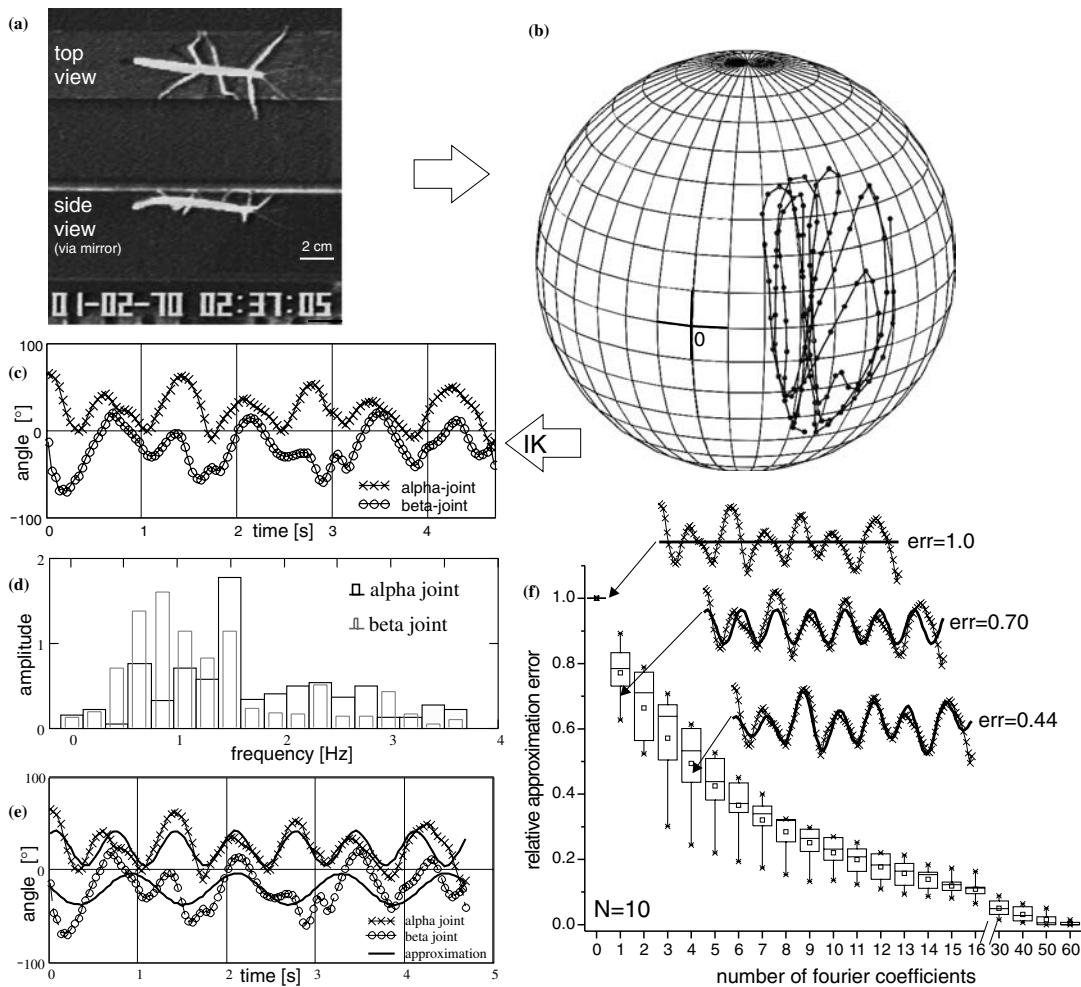 (a)
top
view
side
view
(via mirror)
2 cm
01-02-70 02:37:05
(b)
0
IK
(c)
100
0
−100
angle [°]
0 1 2 3 4
time [s]
alpha-joint
beta-joint
(d)
2
1
0
amplitude
0 1 2 3 4
frequency [Hz]
alpha joint
beta joint
(e)
100
0
−100
angle [°]
0 1 2 3 4 5
time [s]
alpha joint
beta joint
approximation
(f)
err=1.0
err=0.70
err=0.44
1.0
0.8
0.6
0.4
0.2
0.0
relative approximation error
N=10
0 1 2 3 4 5 6 7 8 9 10 11 12 13 14 15 16 30 40 50 60
number of fourier coefficients